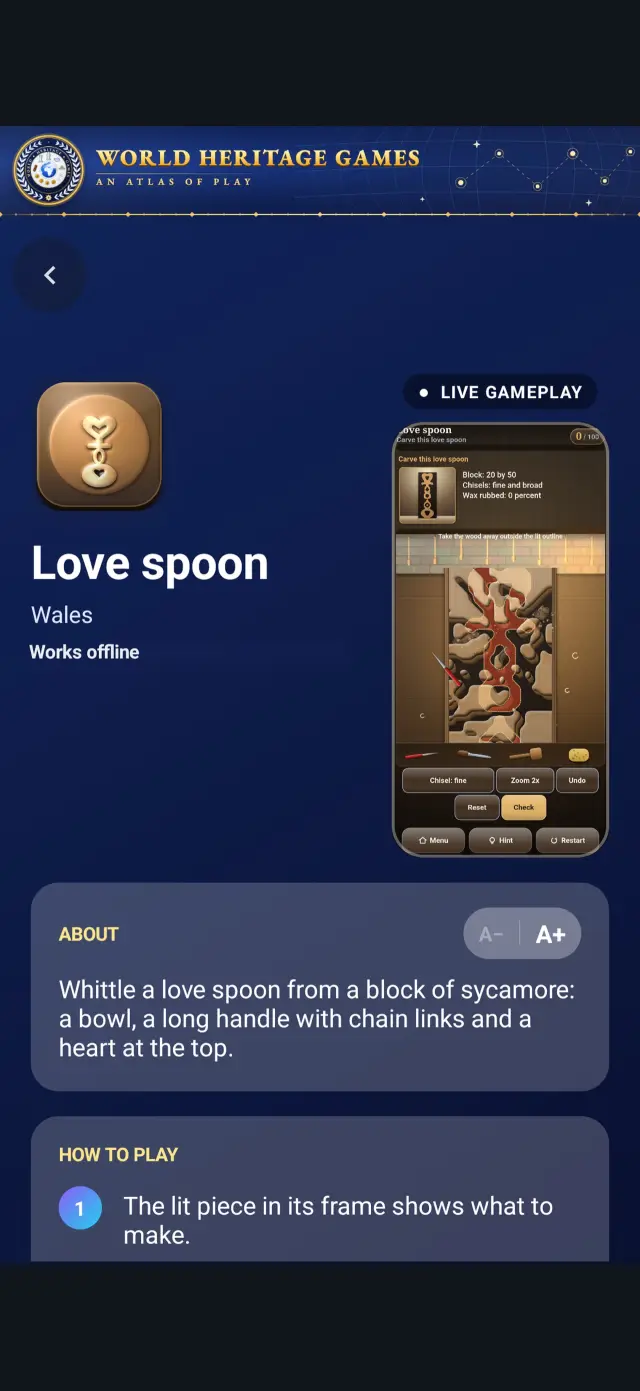 WORLD HERITAGE GAMES
AN ATLAS OF PLAY
LIVE GAMEPLAY
ove spoon
Carve this love spoon
0 / 100
Carve this love spoon
Block: 20 by 50
Chisels: fine and broad
Wax rubbed: 0 percent
Take the wood away outside the lit outline
Chisel: fine
Zoom 2x
Undo
Reset
Check
Menu
Hint
Restart
Love spoon
Wales
Works offline
ABOUT
A−
A+
Whittle a love spoon from a block of sycamore:
a bowl, a long handle with chain links and a
heart at the top.
HOW TO PLAY
1
The lit piece in its frame shows what to
make.